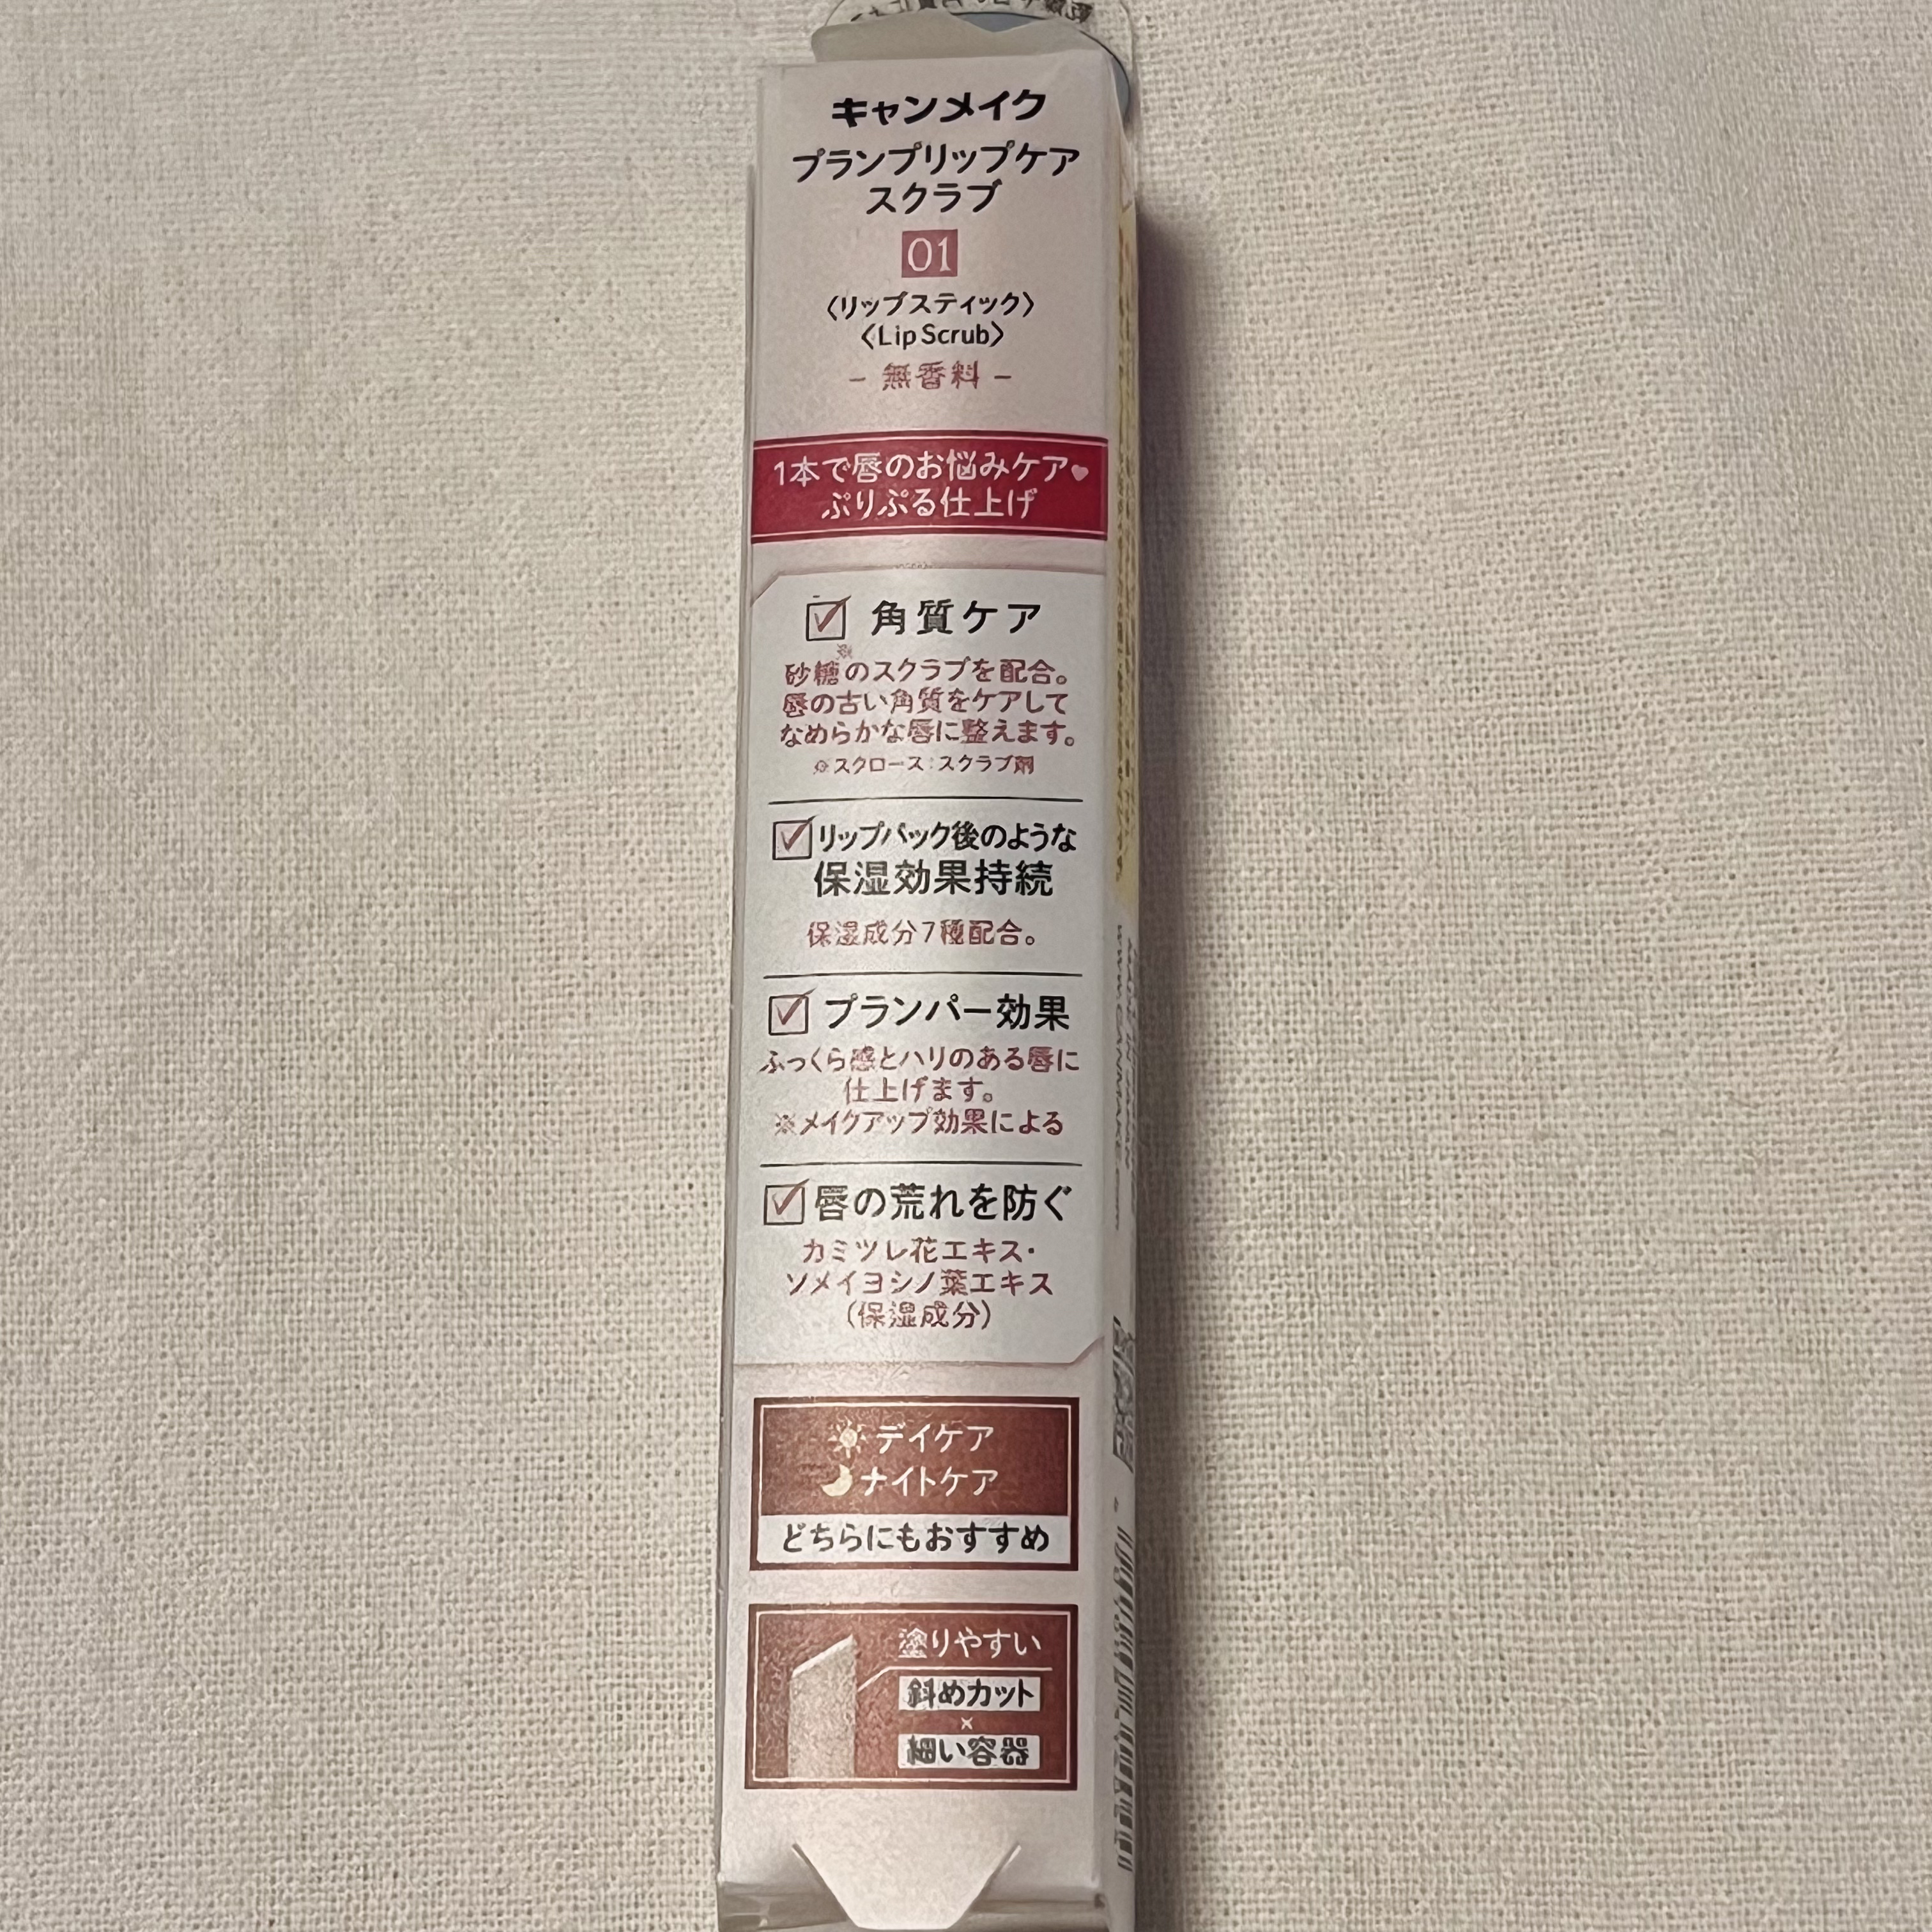 キャンメイク
プランプリップケア
スクラブ
01
〈リップスティック〉
〈Lip Scrub〉
− 無香料 −
1本で唇のお悩みケア♥
ぷりぷる仕上げ
角質ケア
砂糖※のスクラブを配合。
唇の古い角質をケアして
なめらかな唇に整えます。
※スクロース：スクラブ剤
リップパック後のような
保湿効果持続
保湿成分7種配合。
プランパー効果
ふっくら感とハリのある唇に
仕上げます。
※メイクアップ効果による
唇の荒れを防ぐ
カミツレ花エキス・
ソメイヨシノ葉エキス
(保湿成分)
デイケア
ナイトケア
どちらにもおすすめ
塗りやすい
斜めカット
×
細い容器
MADE IN JAPAN